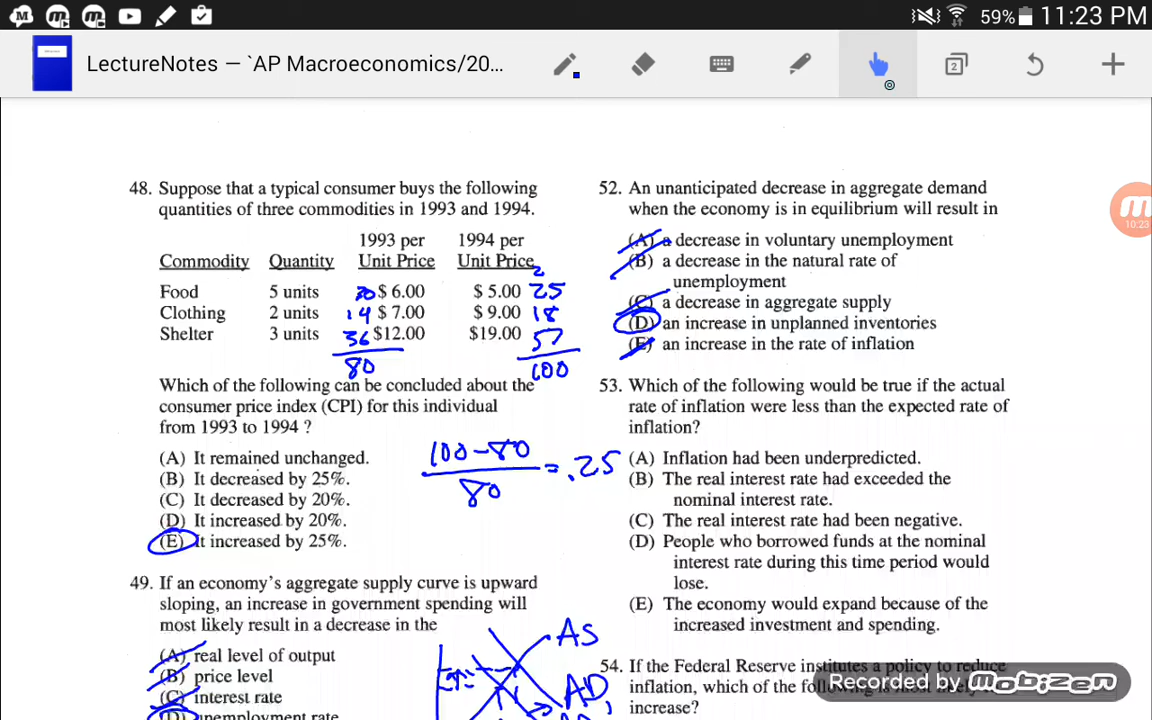 59% 11:23 PM
LectureNotes — `AP Macroeconomics/20...
2
10:23
48. Suppose that a typical consumer buys the following
quantities of three commodities in 1993 and 1994.
1993 per 1994 per
Commodity Quantity Unit Price Unit Price
2
Food 5 units 30 $ 6.00 $ 5.00 25
Clothing 2 units 14 $ 7.00 $ 9.00 18
Shelter 3 units 36 $12.00 $19.00 57
80 100
Which of the following can be concluded about the
consumer price index (CPI) for this individual
from 1993 to 1994 ?
(A) It remained unchanged.
(B) It decreased by 25%.
(C) It decreased by 20%.
(D) It increased by 20%.
(E) It increased by 25%.
100-80
80
= .25
49. If an economy's aggregate supply curve is upward
sloping, an increase in government spending will
most likely result in a decrease in the
(A) real level of output
(B) price level
(C) interest rate
(D) unemployment rate
AS
AD
52. An unanticipated decrease in aggregate demand
when the economy is in equilibrium will result in
(A) a decrease in voluntary unemployment
(B) a decrease in the natural rate of
unemployment
(C) a decrease in aggregate supply
(D) an increase in unplanned inventories
(E) an increase in the rate of inflation
53. Which of the following would be true if the actual
rate of inflation were less than the expected rate of
inflation?
(A) Inflation had been underpredicted.
(B) The real interest rate had exceeded the
nominal interest rate.
(C) The real interest rate had been negative.
(D) People who borrowed funds at the nominal
interest rate during this time period would
lose.
(E) The economy would expand because of the
increased investment and spending.
54. If the Federal Reserve institutes a policy to reduce
inflation, which of the
increase?
Recorded by mobizen